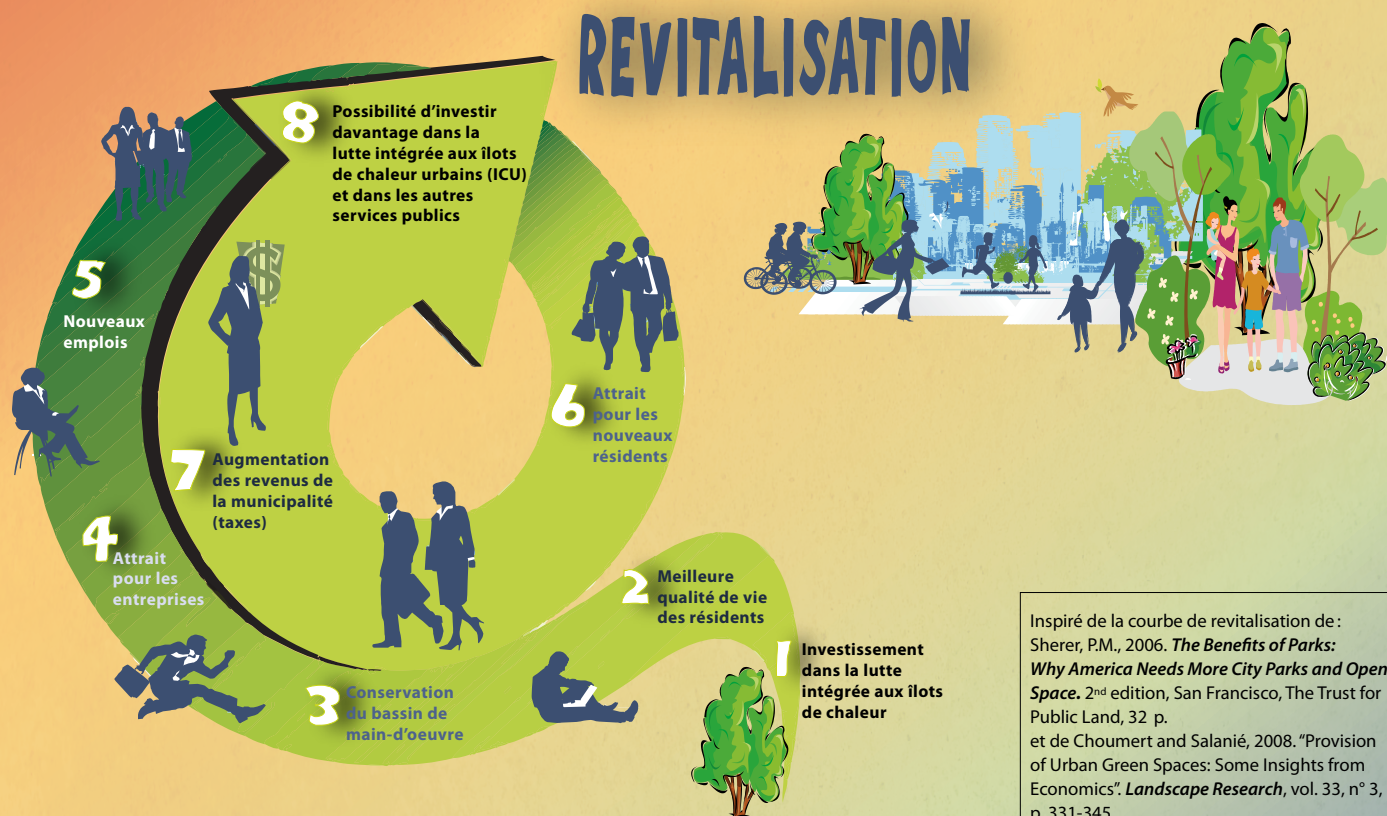 REVITALISATION
1
Investissement
dans la lutte
intégrée aux îlots
de chaleur
2
Meilleure
qualité de vie
des résidents
3
Conservation
du bassin de
main-d'oeuvre
4
Attrait
pour les
entreprises
5
Nouveaux
emplois
6
Attrait
pour les
nouveaux
résidents
7
Augmentation
des revenus de
la municipalité
(taxes)
$
8
Possibilité d'investir
davantage dans la
lutte intégrée aux îlots
de chaleur urbains (ICU)
et dans les autres
services publics
Inspiré de la courbe de revitalisation de :
Sherer, P.M., 2006. The Benefits of Parks:
Why America Needs More City Parks and Open
Space. 2nd edition, San Francisco, The Trust for
Public Land, 32 p.
et de Choumert and Salanié, 2008. "Provision
of Urban Green Spaces: Some Insights from
Economics". Landscape Research, vol. 33, n° 3,
p. 331-345.